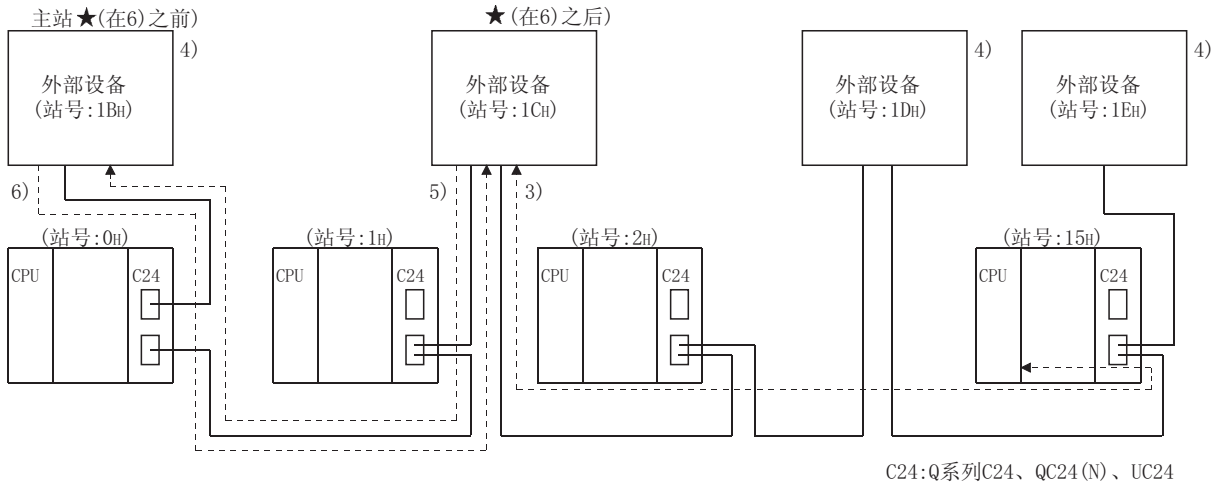 主站★(在6)之前)
★(在6)之后)
4)
4)
4)
外部设备
(站号:1BH)
外部设备
(站号:1CH)
外部设备
(站号:1DH)
外部设备
(站号:1EH)
6)
5)
3)
(站号:0H)
(站号:1H)
(站号:2H)
(站号:15H)
CPU
C24
CPU
C24
CPU
C24
CPU
C24
C24:Q系列C24、QC24(N)、UC24